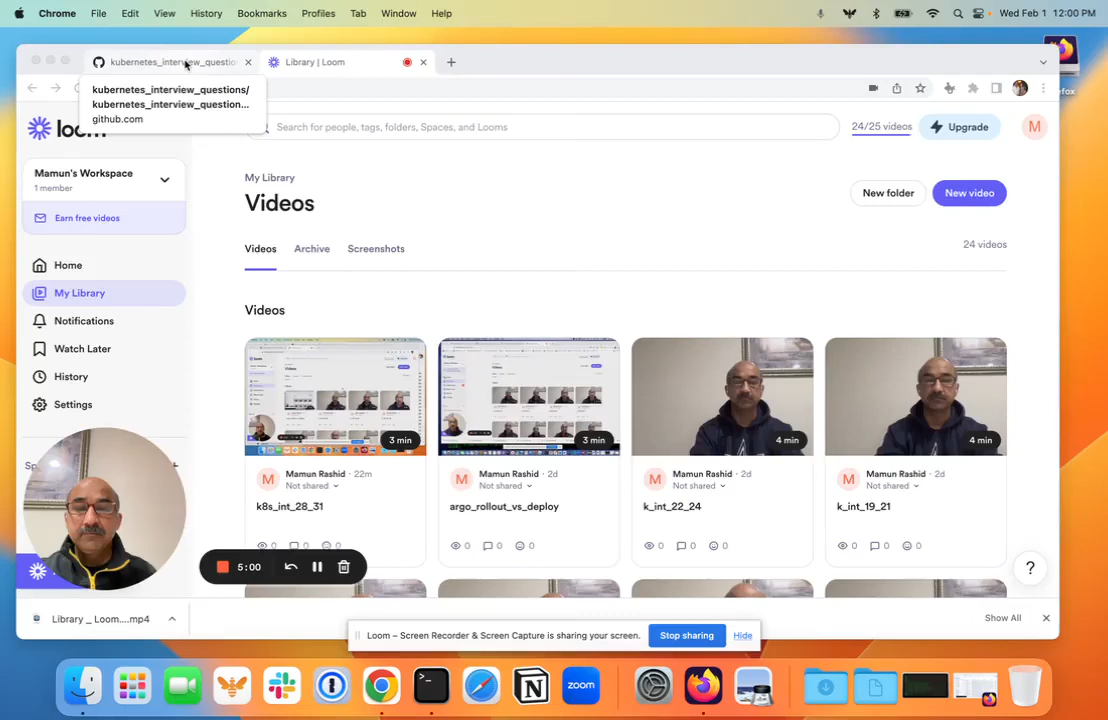 Chrome File Edit View History Bookmarks Profiles Tab Window Help Wed Feb 1 12:00 PM
kubernetes_interview_questio Library | Loom
kubernetes_interview_questions/
kubernetes_interview_question...
github.com
loom
Search for people, tags, folders, Spaces, and Looms
24/25 videos
Upgrade
M
Mamun's Workspace
1 member
Earn free videos
Home
My Library
Notifications
Watch Later
History
Settings
My Library
Videos
New folder
New video
Videos Archive Screenshots
24 videos
Videos
3 min
3 min
4 min
4 min
M Mamun Rashid · 22m
Not shared
k8s_int_28_31
0 0 0
M Mamun Rashid · 2d
Not shared
argo_rollout_vs_deploy
0 0 0
M Mamun Rashid · 2d
Not shared
k_int_22_24
0 0 0
M Mamun Rashid · 2d
Not shared
k_int_19_21
0 0 0
5:00
?
Library _ Loom....mp4
Show All
Loom – Screen Recorder & Screen Capture is sharing your screen.
Stop sharing
Hide
zoom